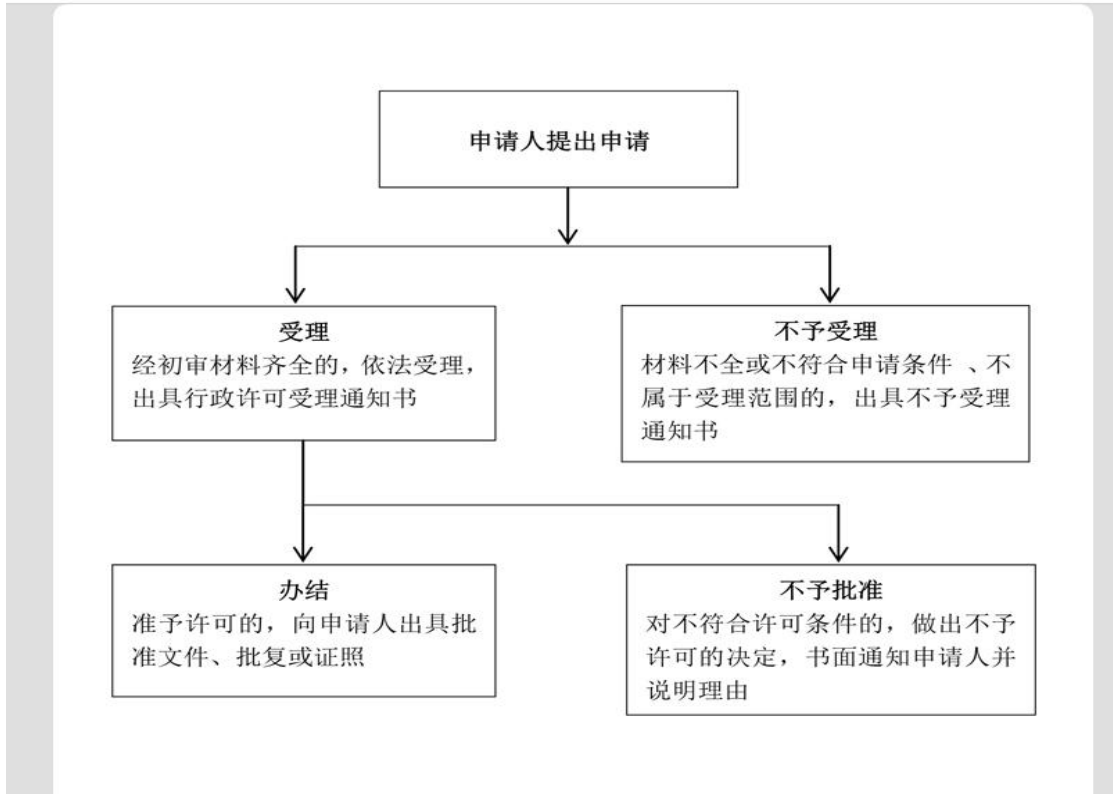 申请人提出申请
受理
经初审材料齐全的，依法受理，
出具行政许可受理通知书
不予受理
材料不全或不符合申请条件 、不
属于受理范围的，出具不予受理
通知书
办结
准予许可的，向申请人出具批
准文件、批复或证照
不予批准
对不符合许可条件的，做出不予
许可的决定，书面通知申请人并
说明理由